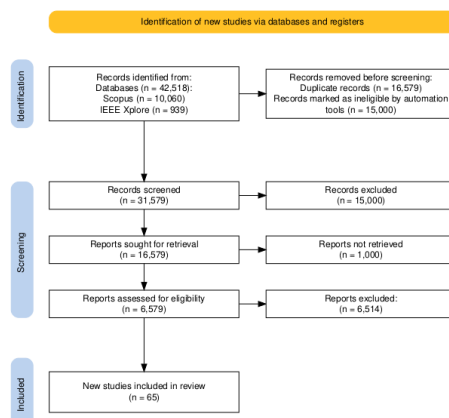 Identification of new studies via databases and registers
Identification
Records identified from:
Databases (n = 42,518):
Scopus (n = 10,060)
IEEE Xplore (n = 939)
Records removed before screening:
Duplicate records (n = 16,579)
Records marked as ineligible by automation
tools (n = 15,000)
Screening
Records screened
(n = 31,579)
Records excluded
(n = 15,000)
Reports sought for retrieval
(n = 16,579)
Reports not retrieved
(n = 1,000)
Reports assessed for eligibility
(n = 6,579)
Reports excluded:
(n = 6,514)
Included
New studies included in review
(n = 65)